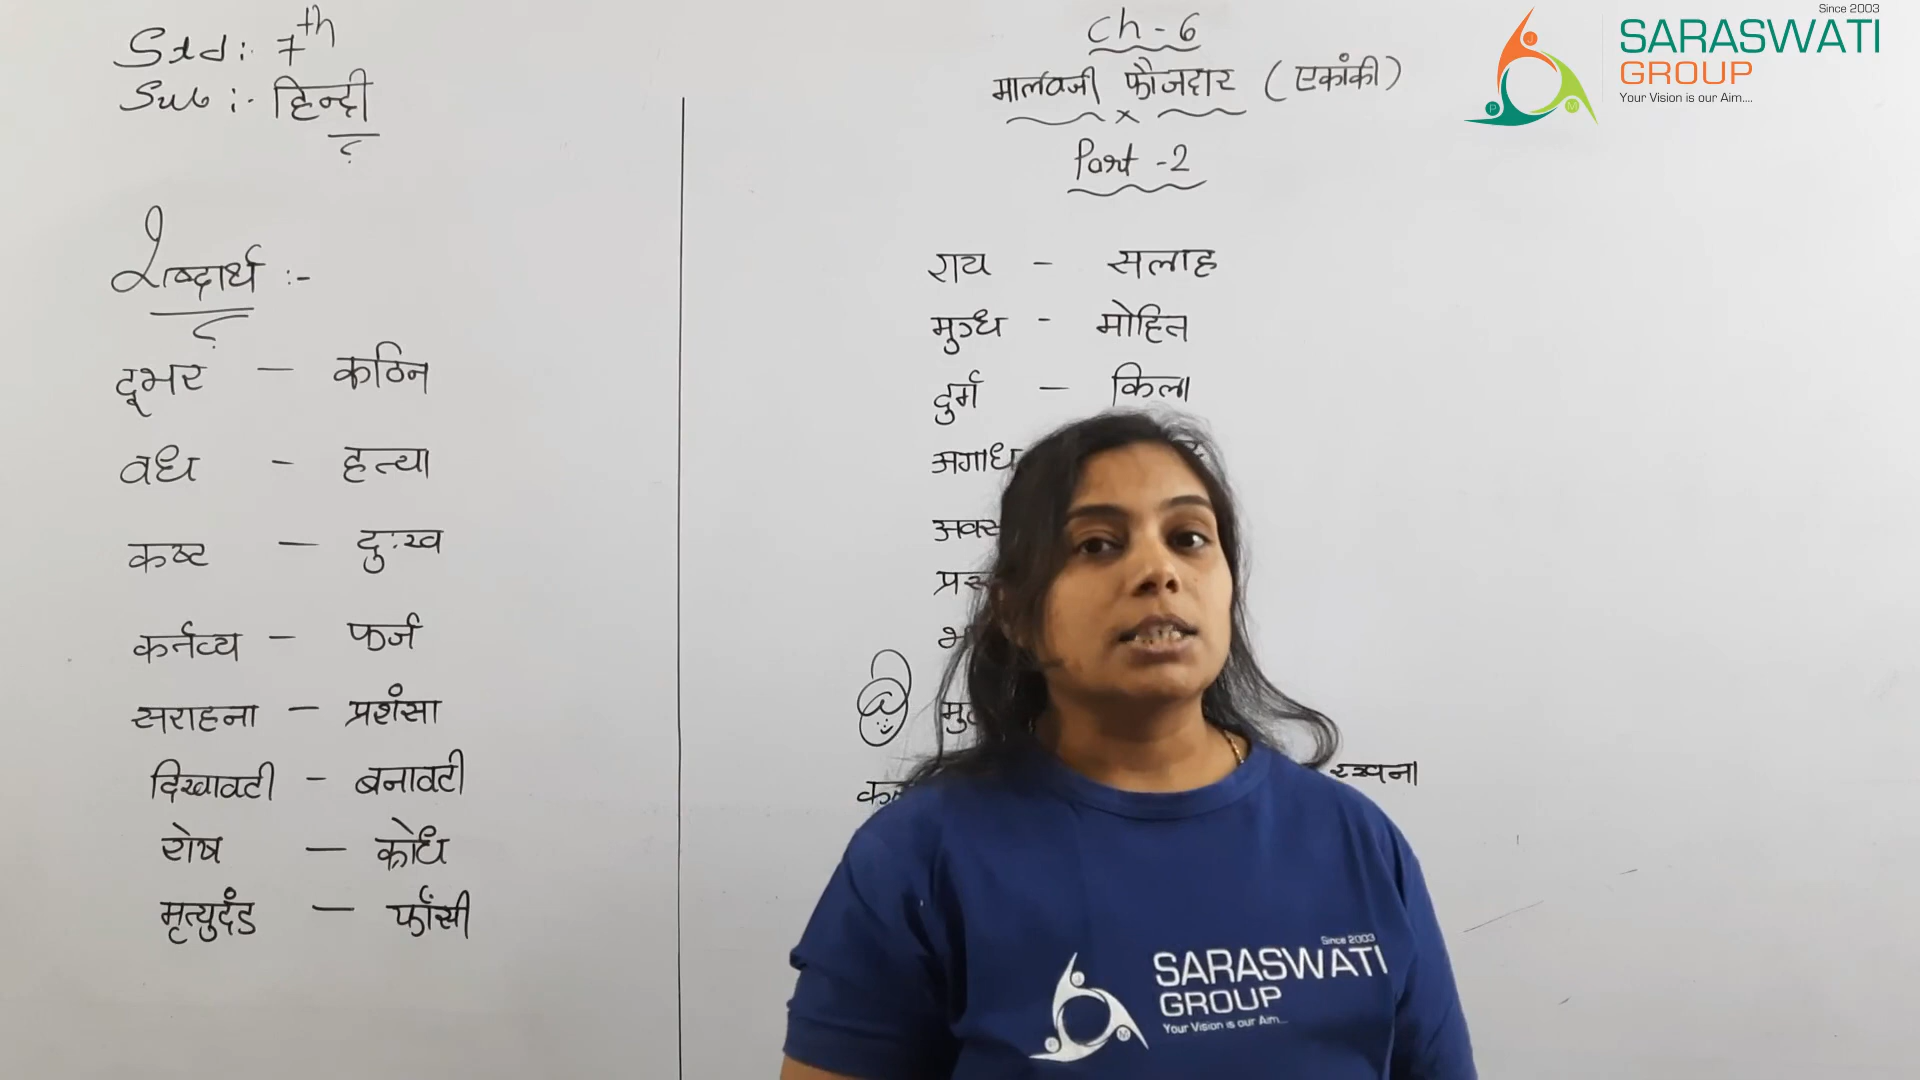 Std :- 7th
Sub :- हिन्दी
शब्दार्थ :-
दूभर — कठिन
वध - हत्या
कष्ट — दुःख
कर्तव्य — फर्ज
सराहना — प्रशंसा
दिखावटी - बनावटी
रोष — क्रोध
मृत्युदंड — फाँसी
Ch - 6
मालवजी फौजदार (एकांकी)
Part -2
राय - सलाह
मुग्ध - मोहित
दुर्ग — किला
अगाध
रखना
Since 2003
SARASWATI
GROUP
Your Vision is our Aim....
Since 2003
SARASWATI
GROUP
Your Vision is our Aim...